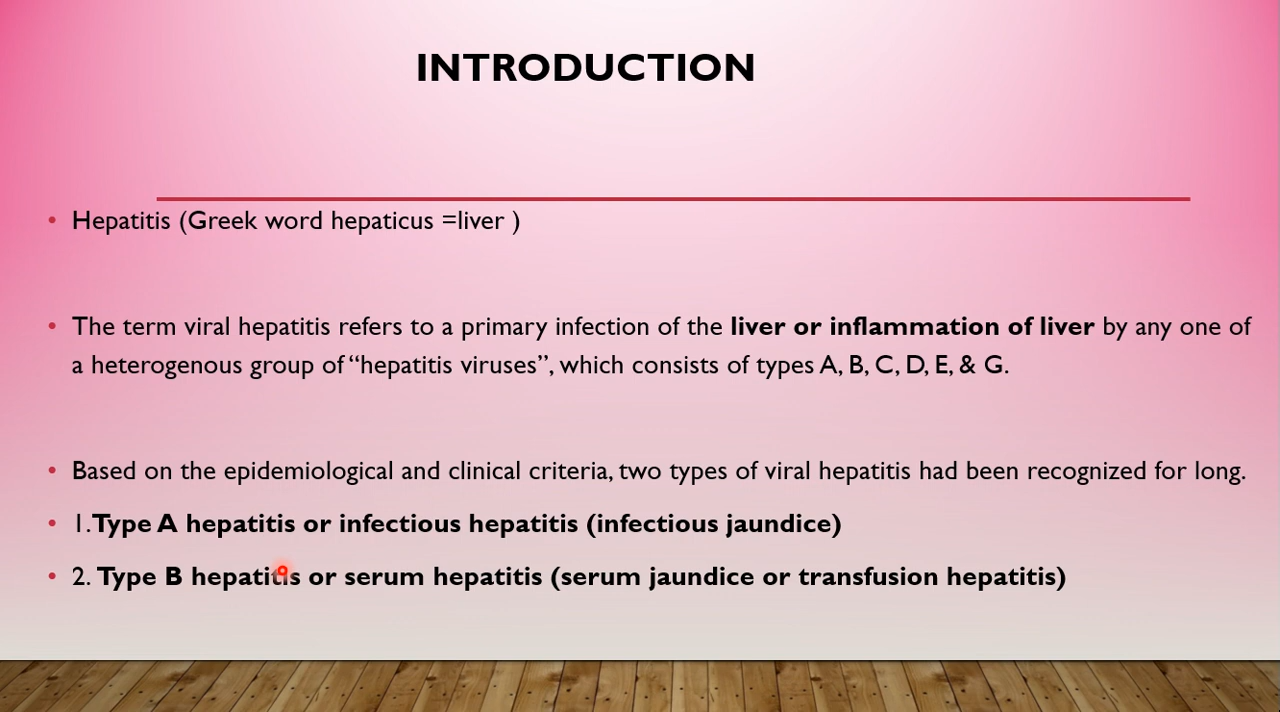 INTRODUCTION
• Hepatitis (Greek word hepaticus =liver )
• The term viral hepatitis refers to a primary infection of the liver or inflammation of liver by any one of
a heterogenous group of “hepatitis viruses”, which consists of types A, B, C, D, E, & G.
• Based on the epidemiological and clinical criteria, two types of viral hepatitis had been recognized for long.
• 1.Type A hepatitis or infectious hepatitis (infectious jaundice)
• 2. Type B hepatitis or serum hepatitis (serum jaundice or transfusion hepatitis)